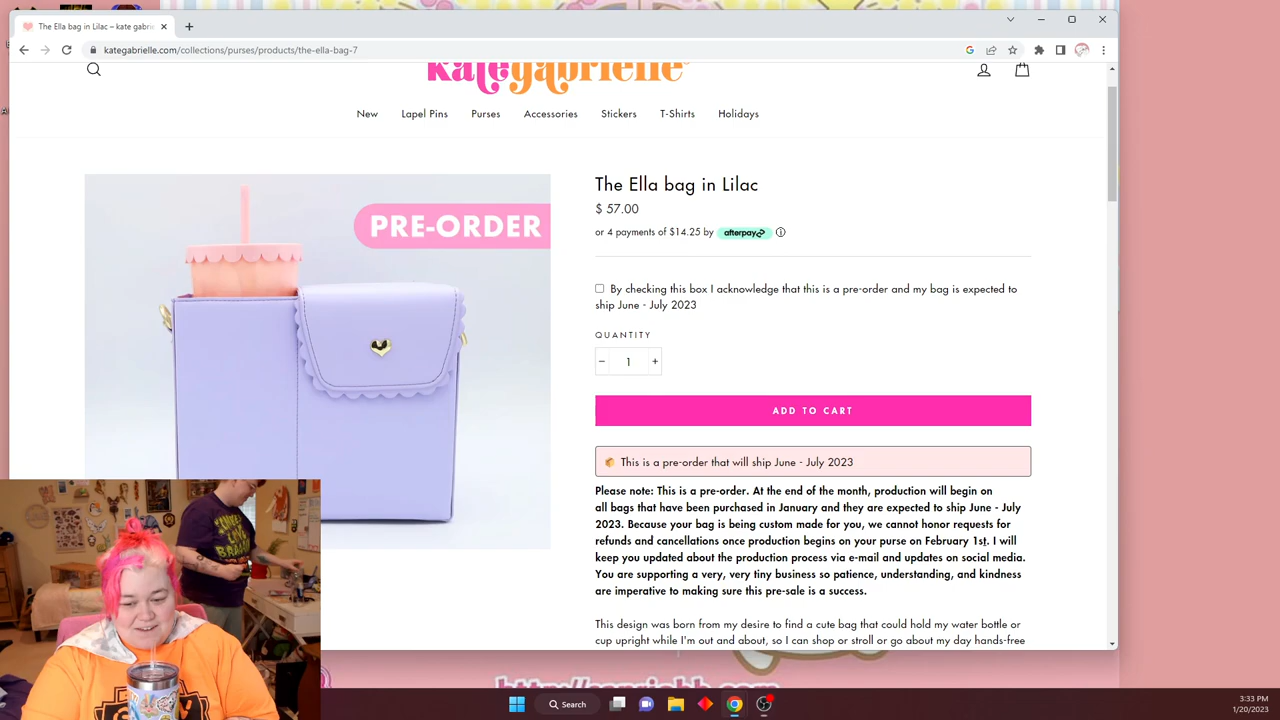 The Ella bag in Lilac – kate gabrie
kategabrielle.com/collections/purses/products/the-ella-bag-7
kategabrielle
New Lapel Pins Purses Accessories Stickers T-Shirts Holidays
PRE-ORDER
The Ella bag in Lilac
$ 57.00
or 4 payments of $14.25 by afterpay
By checking this box I acknowledge that this is a pre-order and my bag is expected to
ship June - July 2023
QUANTITY
− 1 +
ADD TO CART
This is a pre-order that will ship June - July 2023
Please note: This is a pre-order. At the end of the month, production will begin on
all bags that have been purchased in January and they are expected to ship June - July
2023. Because your bag is being custom made for you, we cannot honor requests for
refunds and cancellations once production begins on your purse on February 1st. I will
keep you updated about the production process via e-mail and updates on social media.
You are supporting a very, very tiny business so patience, understanding, and kindness
are imperative to making sure this pre-sale is a success.
This design was born from my desire to find a cute bag that could hold my water bottle or
cup upright while I'm out and about, so I can shop or stroll or go about my day hands-free
Search
3:33 PM
1/20/2023